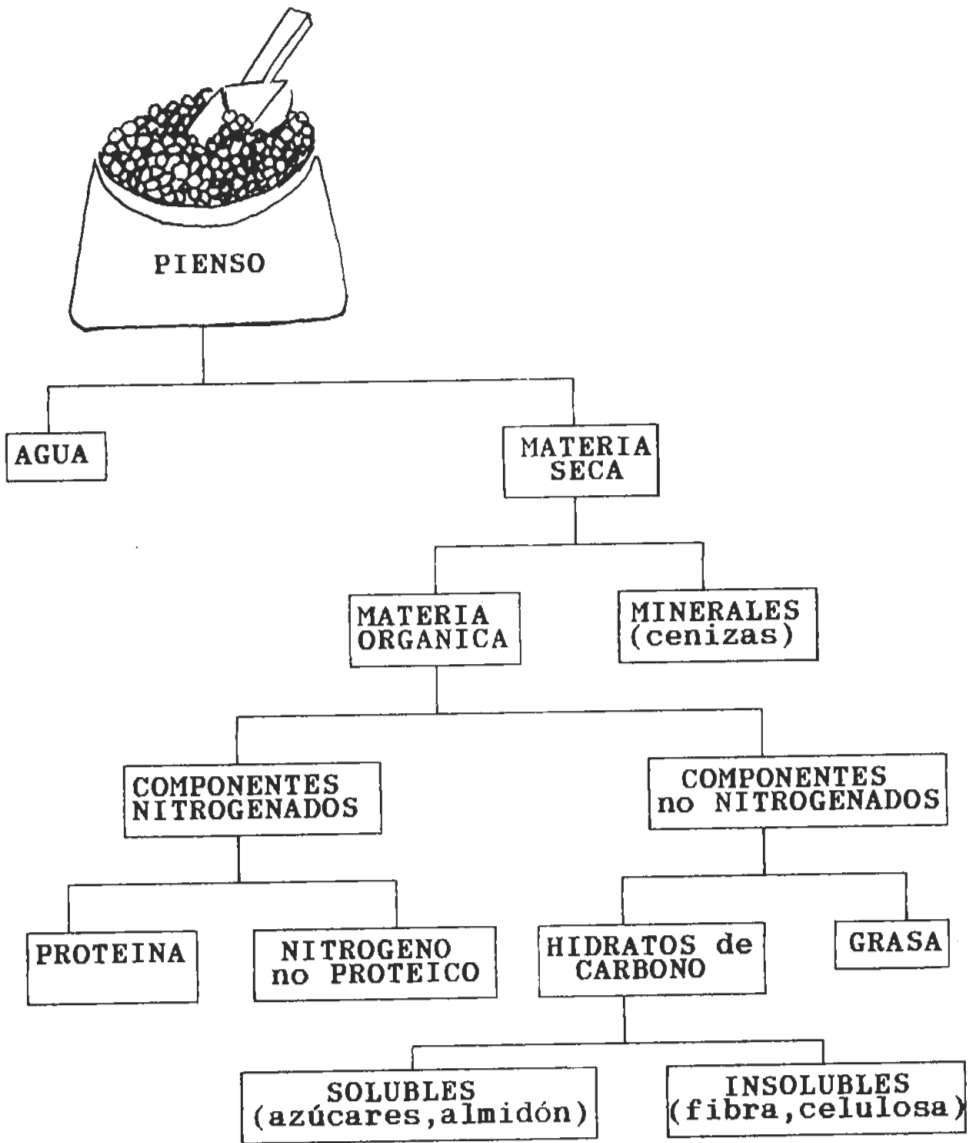 PIENSO
AGUA
MATERIA
SECA
MATERIA
ORGANICA
MINERALES
(cenizas)
COMPONENTES
NITROGENADOS
COMPONENTES
no NITROGENADOS
PROTEINA
NITROGENO
no PROTEICO
HIDRATOS de
CARBONO
GRASA
SOLUBLES
(azúcares,almidón)
INSOLUBLES
(fibra,celulosa)